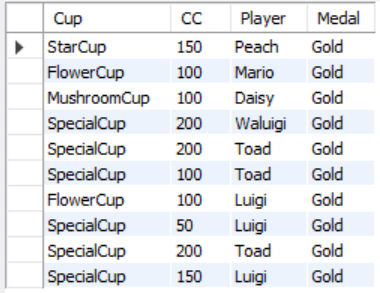 Cup CC Player Medal
StarCup 150 Peach Gold
FlowerCup 100 Mario Gold
MushroomCup 100 Daisy Gold
SpecialCup 200 Waluigi Gold
SpecialCup 200 Toad Gold
SpecialCup 100 Toad Gold
FlowerCup 100 Luigi Gold
SpecialCup 50 Luigi Gold
SpecialCup 200 Toad Gold
SpecialCup 150 Luigi Gold